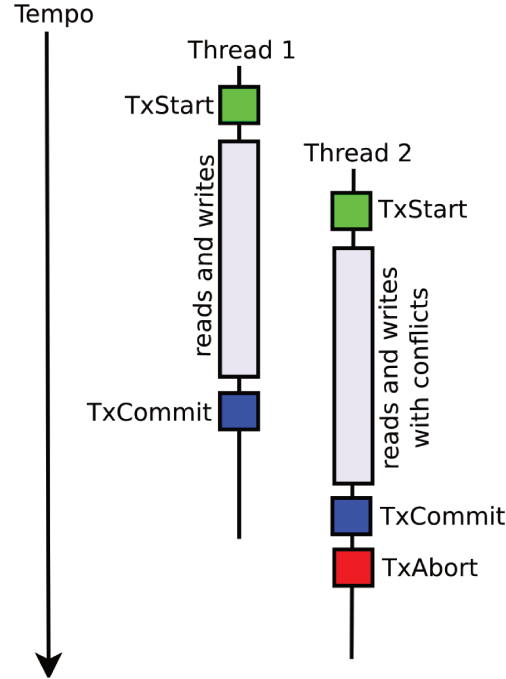 Tempo
Thread 1
TxStart
reads and writes
TxCommit
Thread 2
TxStart
reads and writes
with conflicts
TxCommit
TxAbort